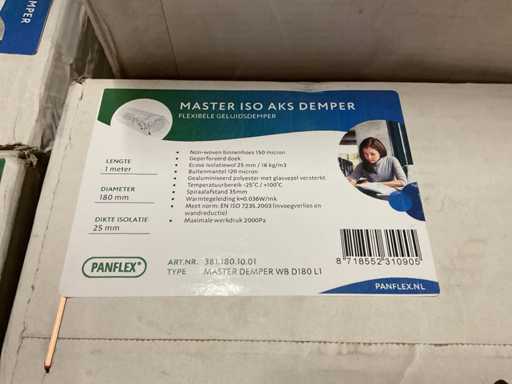 MASTER ISO AKS DEMPER
FLEXIBELE GELUIDSDEMPER
LENGTE
1 meter
DIAMETER
180 mm
DIKTE ISOLATIE
25 mm
• Non-woven binnenhoes 150 micron
• Geperforeerd doek
• Ecose isolatiewol 25 mm / 16 kg/m3
• Buitenmantel 120 micron
• Gealuminiseerd polyester met glasvezel versterkt
• Temperatuurbereik -25°C / +100°C
• Spiraalafstand 35mm
• Warmtegeleiding k=0.036W/mk
• Meet norm: EN ISO 7235:2003 (invoegverlies en
wandreductie)
• Maximale werkdruk 2000Pa
PANFLEX®
ART.NR. 381.180.10.01
TYPE MASTER DEMPER WB D180 L1
8 718552 310905
PANFLEX.NL